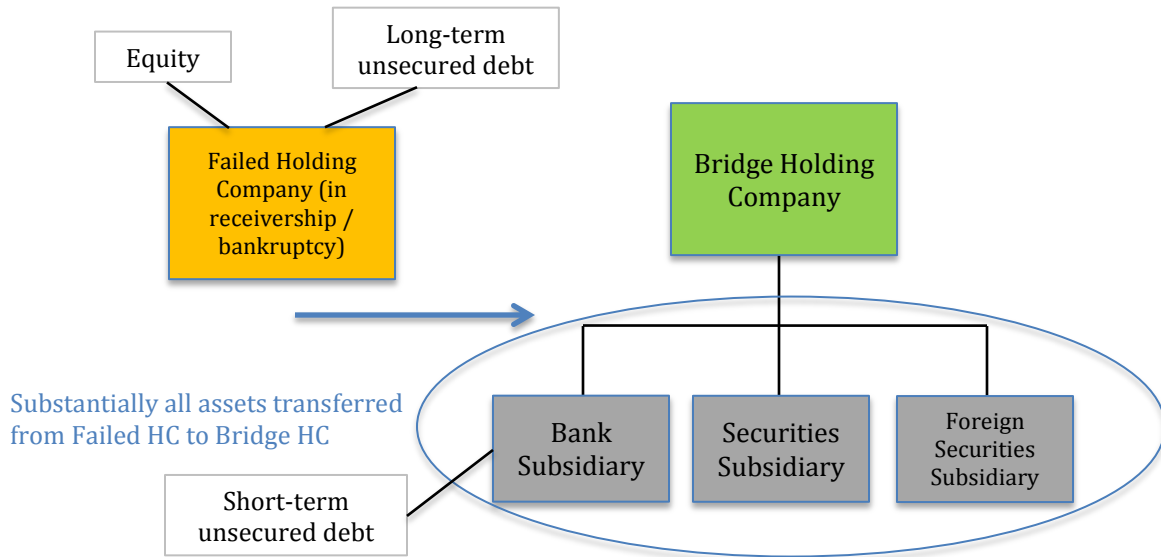 Equity
Long-term
unsecured debt
Failed Holding
Company (in
receivership /
bankruptcy)
Bridge Holding
Company
Substantially all assets transferred
from Failed HC to Bridge HC
Bank
Subsidiary
Securities
Subsidiary
Foreign
Securities
Subsidiary
Short-term
unsecured debt